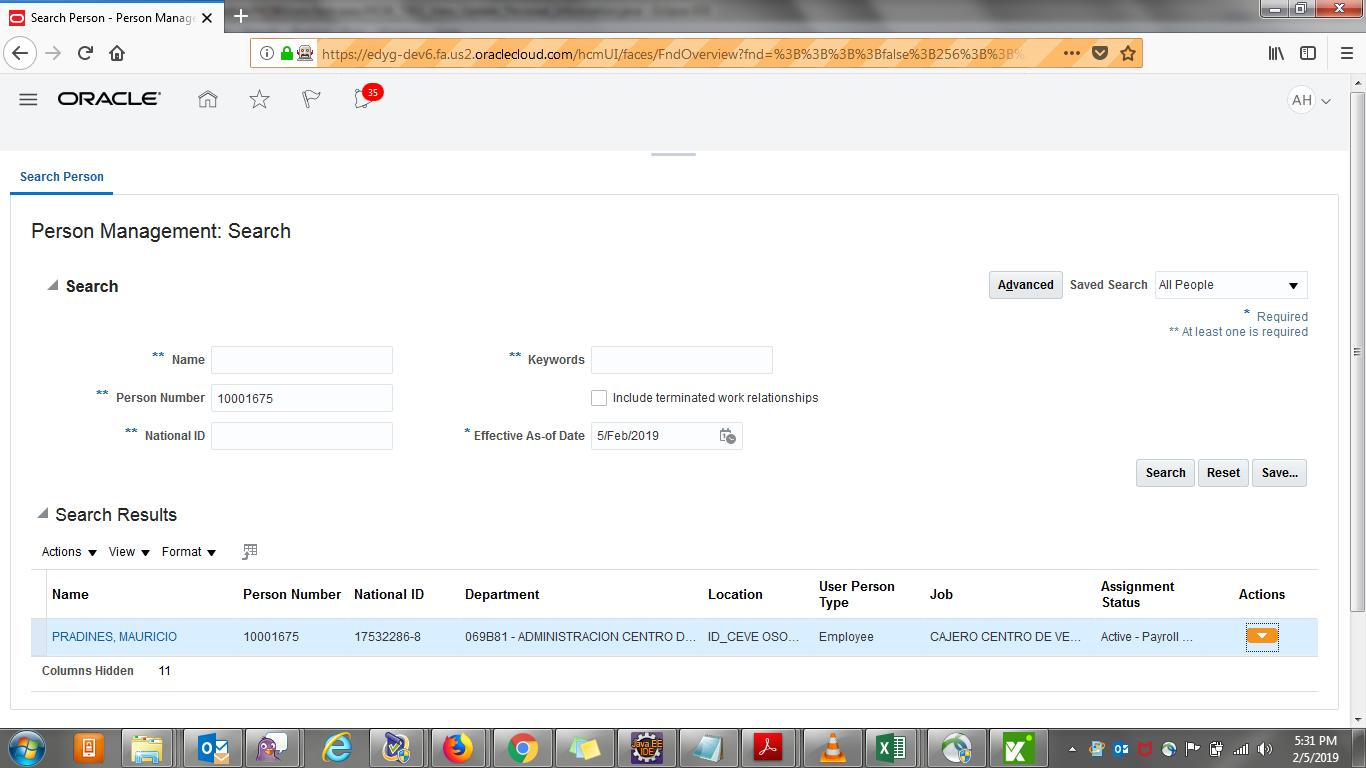 Search Person - Person Manage
https://edyg-dev6.fa.us2.oraclecloud.com/hcmUI/faces/FndOverview?fnd=%3B%3B%3B%3Bfalse%3B256%3B%3B%
ORACLE
35
AH
Search Person
Person Management: Search
Search
Advanced Saved Search All People
* Required
** At least one is required
** Name
** Keywords
** Person Number 10001675
Include terminated work relationships
** National ID
* Effective As-of Date 5/Feb/2019
Search Reset Save...
Search Results
Actions View Format
Name Person Number National ID Department Location User Person Type Job Assignment Status Actions
PRADINES, MAURICIO 10001675 17532286-8 069B81 - ADMINISTRACION CENTRO D... ID_CEVE OSO... Employee CAJERO CENTRO DE VE... Active - Payroll ...
Columns Hidden 11
Java EE
IDE
5:31 PM
2/5/2019